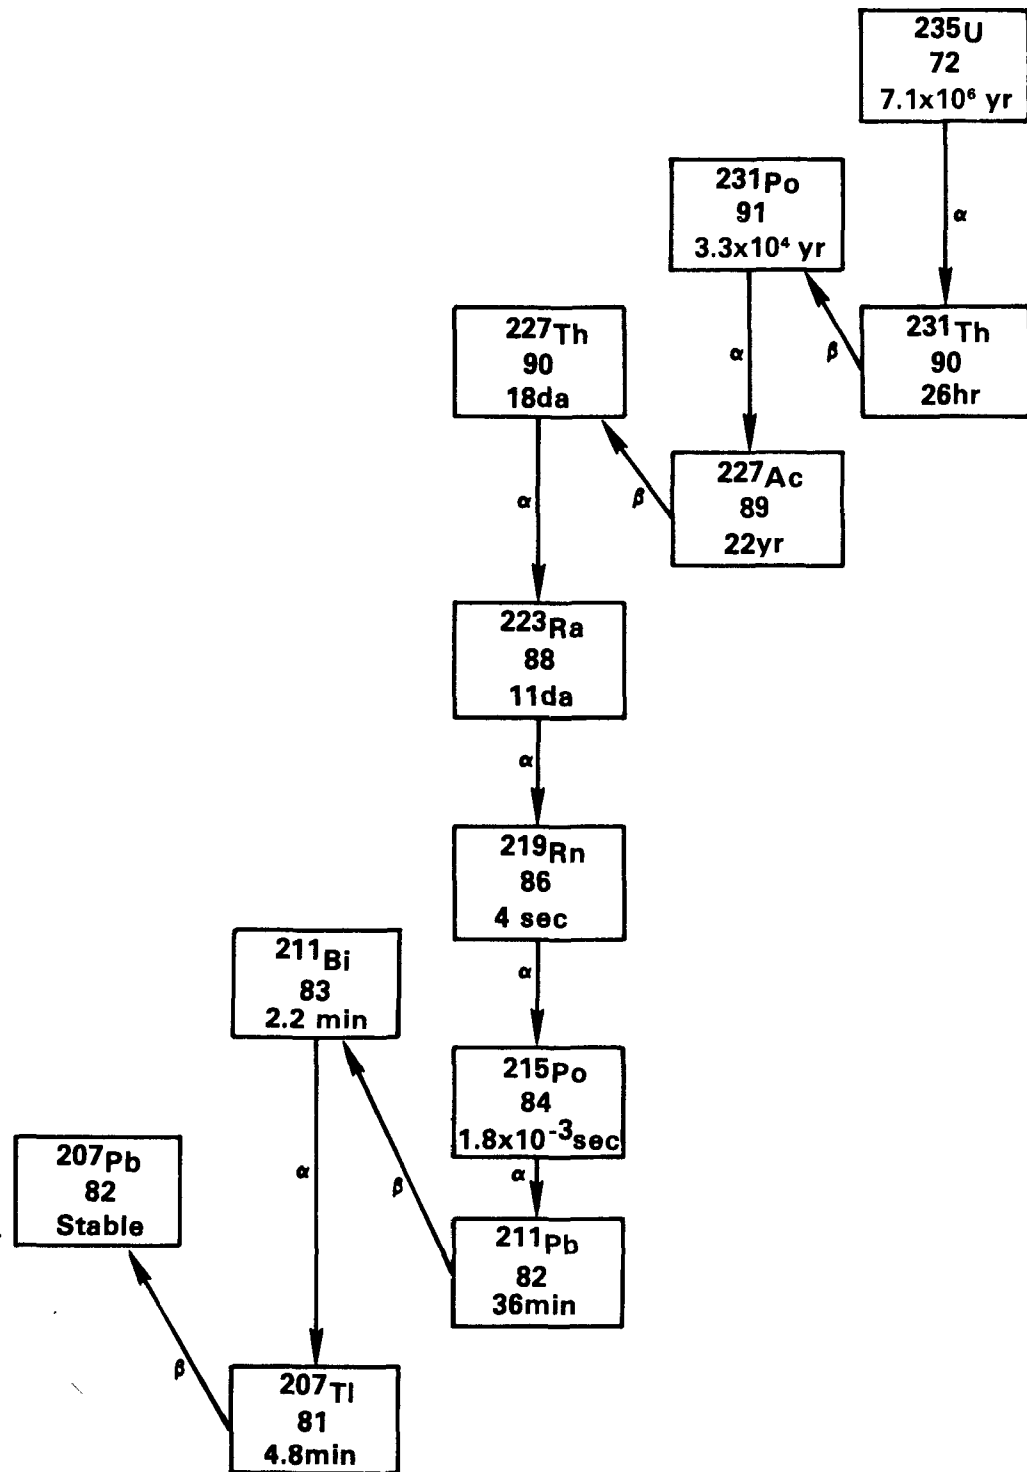 235U
72
7.1x10⁶ yr
α
231Po
91
3.3x10⁴ yr
231Th
90
26hr
β
α
227Th
90
18da
227Ac
89
22yr
β
α
223Ra
88
11da
α
219Rn
86
4 sec
α
215Po
84
1.8x10⁻³sec
α
211Pb
82
36min
β
211Bi
83
2.2 min
α
207Tl
81
4.8min
β
207Pb
82
Stable